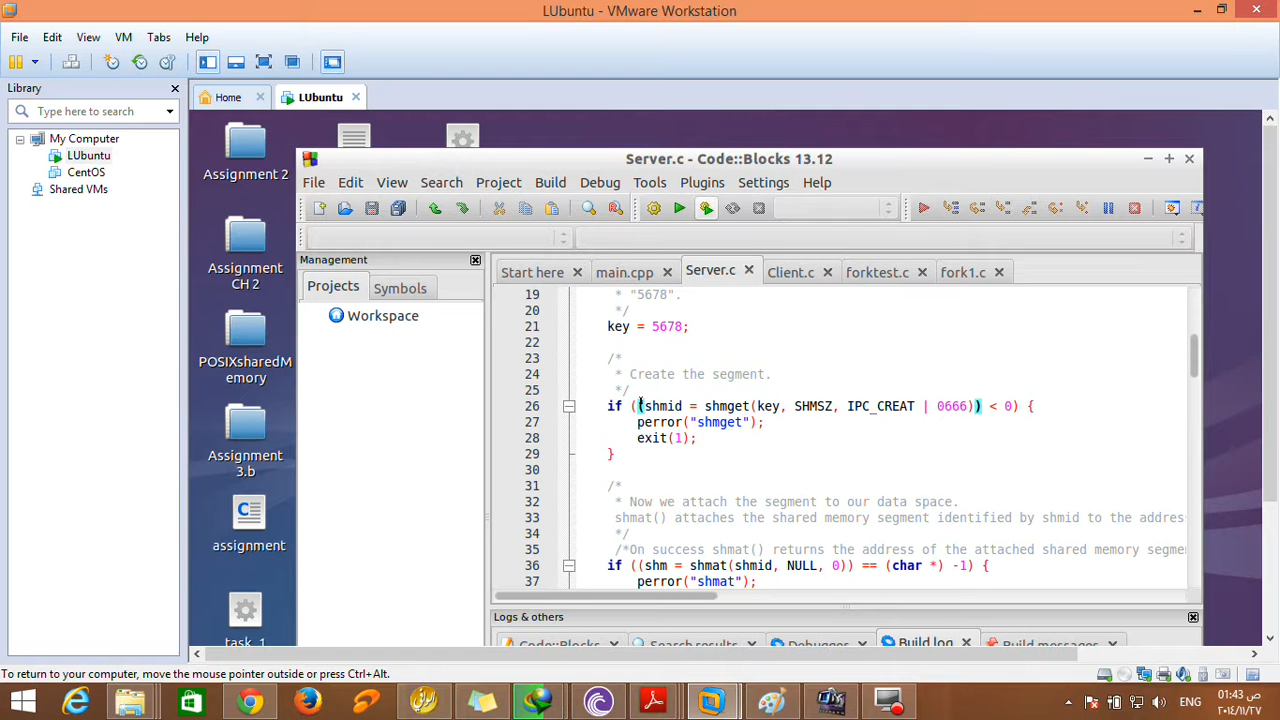 LUbuntu - VMware Workstation
File Edit View VM Tabs Help
Library
Type here to search
My Computer
LUbuntu
CentOS
Shared VMs
Home
LUbuntu
Assignment 2
Assignment
CH 2
POSIXsharedM
emory
Assignment
3.b
assignment
task_1
Server.c - Code::Blocks 13.12
File Edit View Search Project Build Debug Tools Plugins Settings Help
Management
Projects Symbols
Workspace
Start here main.cpp Server.c Client.c forktest.c fork1.c
19 * "5678".
20 */
21 key = 5678;
22
23 /*
24 * Create the segment.
25 */
26 if ((shmid = shmget(key, SHMSZ, IPC_CREAT | 0666)) < 0) {
27 perror("shmget");
28 exit(1);
29 }
30
31 /*
32 * Now we attach the segment to our data space.
33 shmat() attaches the shared memory segment identified by shmid to the addres
34 */
35 /*On success shmat() returns the address of the attached shared memory segmen
36 if ((shm = shmat(shmid, NULL, 0)) == (char *) -1) {
37 perror("shmat");
Logs & others
Code::Blocks Search results Debugger Build log Build messages
To return to your computer, move the mouse pointer outside or press Ctrl+Alt.
ENG
01:43 ص
٢٠١٤/١١/٢٧